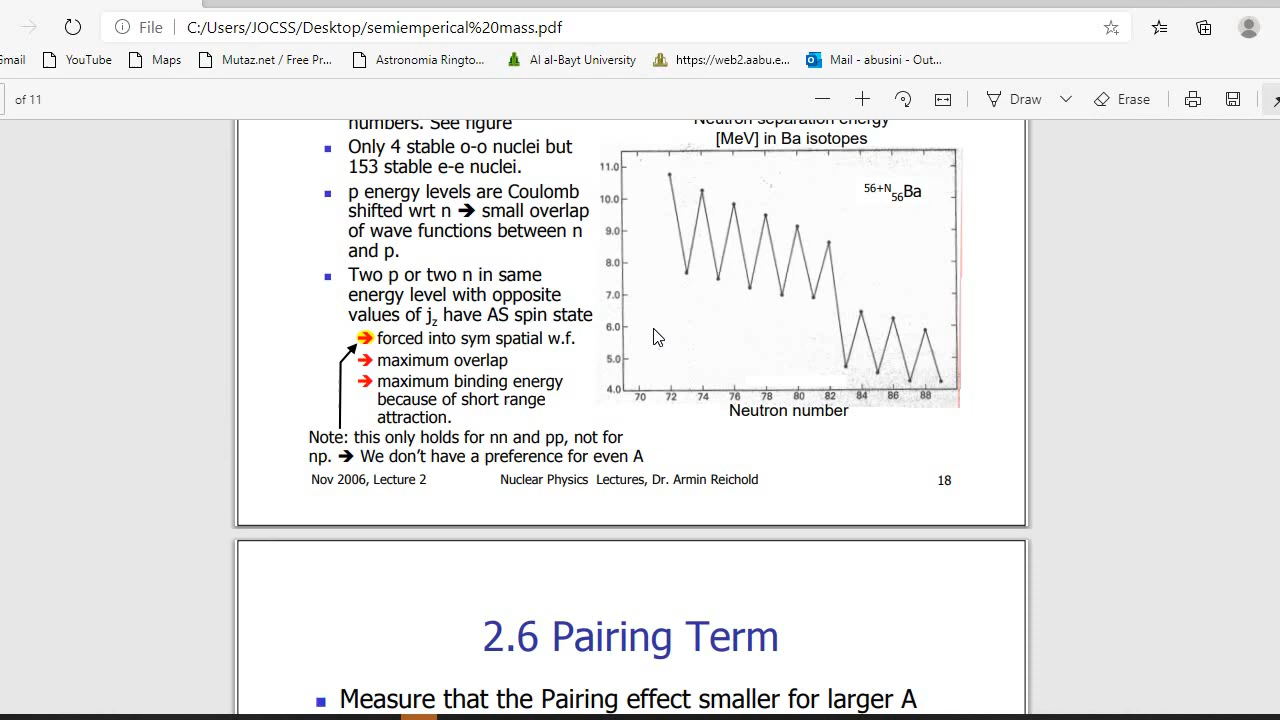 File C:/Users/JOCSS/Desktop/semiemperical%20mass.pdf
Gmail YouTube Maps Mutaz.net / Free Pr... Astronomia Ringto... Al al-Bayt University https://web2.aabu.e... Mail - abusini - Out...
of 11 Draw Erase
numbers. See figure
Only 4 stable o-o nuclei but
153 stable e-e nuclei.
p energy levels are Coulomb
shifted wrt n ➔ small overlap
of wave functions between n
and p.
Two p or two n in same
energy level with opposite
values of jz have AS spin state
➔ forced into sym spatial w.f.
➔ maximum overlap
➔ maximum binding energy
because of short range
attraction.
Note: this only holds for nn and pp, not for
np. ➔ We don't have a preference for even A
Neutron separation energy
[MeV] in Ba isotopes
56+N 56Ba
11.0
10.0
9.0
8.0
7.0
6.0
5.0
4.0
70 72 74 76 78 80 82 84 86 88
Neutron number
Nov 2006, Lecture 2 Nuclear Physics Lectures, Dr. Armin Reichold 18
2.6 Pairing Term
Measure that the Pairing effect smaller for larger A